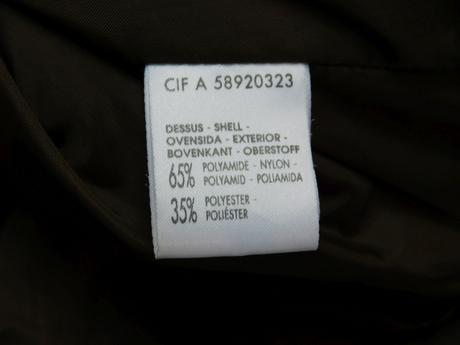 CIF A 58920323
DESSUS - SHELL -
OVENSIDA - EXTERIOR -
BOVENKANT - OBERSTOFF
65% POLYAMIDE - NYLON -
POLYAMID - POLIAMIDA
35% POLYESTER -
POLIÉSTER